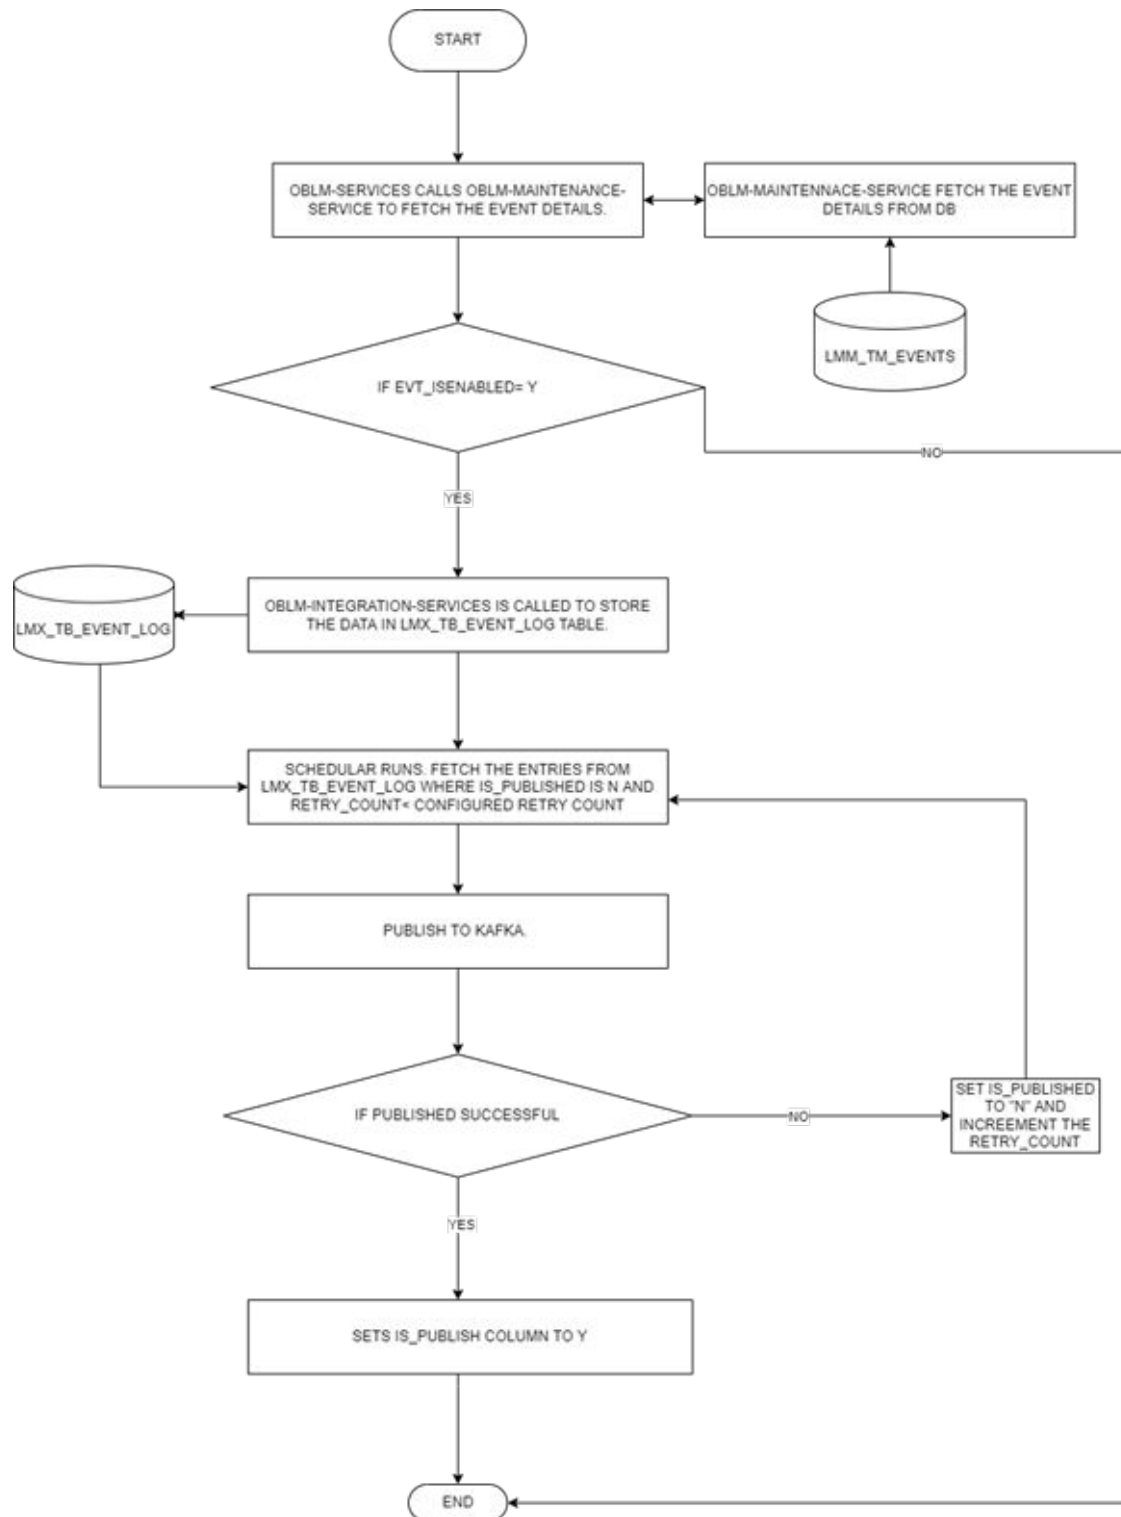 START
OBLM-SERVICES CALLS OBLM-MAINTENANCE-
SERVICE TO FETCH THE EVENT DETAILS.
OBLM-MAINTENNACE-SERVICE FETCH THE EVENT
DETAILS FROM DB
LMM_TM_EVENTS
IF EVT_ISENABLED= Y
NO
YES
OBLM-INTEGRATION-SERVICES IS CALLED TO STORE
THE DATA IN LMX_TB_EVENT_LOG TABLE.
LMX_TB_EVENT_LOG
SCHEDULAR RUNS. FETCH THE ENTRIES FROM
LMX_TB_EVENT_LOG WHERE IS_PUBLISHED IS N AND
RETRY_COUNT< CONFIGURED RETRY COUNT
PUBLISH TO KAFKA.
IF PUBLISHED SUCCESSFUL
NO
SET IS_PUBLISHED
TO "N" AND
INCREEMENT THE
RETRY_COUNT
YES
SETS IS_PUBLISH COLUMN TO Y
END